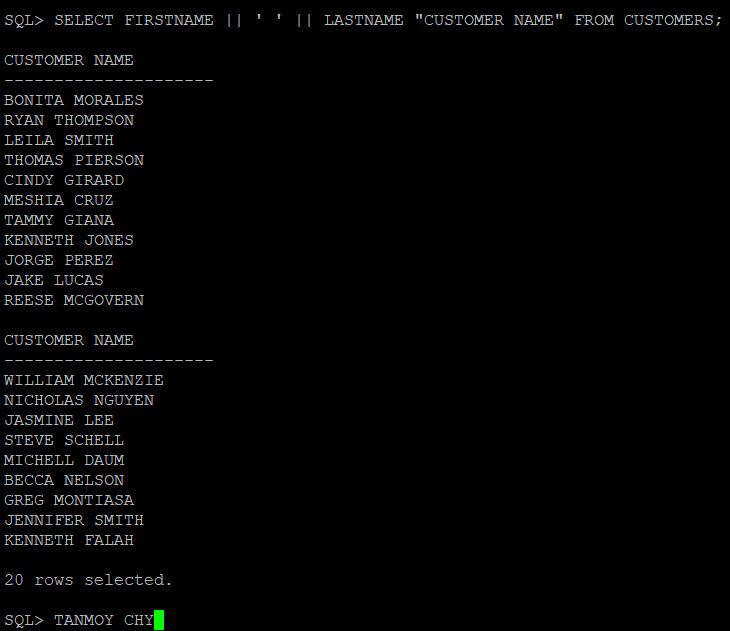 SQL> SELECT FIRSTNAME || ' ' || LASTNAME "CUSTOMER NAME" FROM CUSTOMERS;
CUSTOMER NAME
---------------------
BONITA MORALES
RYAN THOMPSON
LEILA SMITH
THOMAS PIERSON
CINDY GIRARD
MESHIA CRUZ
TAMMY GIANA
KENNETH JONES
JORGE PEREZ
JAKE LUCAS
REESE MCGOVERN
CUSTOMER NAME
---------------------
WILLIAM MCKENZIE
NICHOLAS NGUYEN
JASMINE LEE
STEVE SCHELL
MICHELL DAUM
BECCA NELSON
GREG MONTIASA
JENNIFER SMITH
KENNETH FALAH
20 rows selected.
SQL> TANMOY CHY